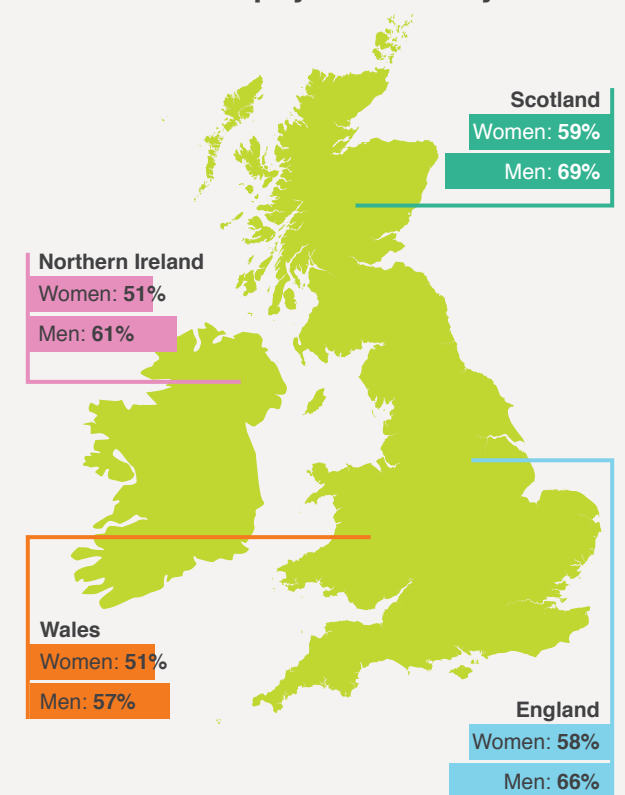 Scotland
Women: 59%
Men: 69%
Northern Ireland
Women: 51%
Men: 61%
Wales
Women: 51%
Men: 57%
England
Women: 58%
Men: 66%